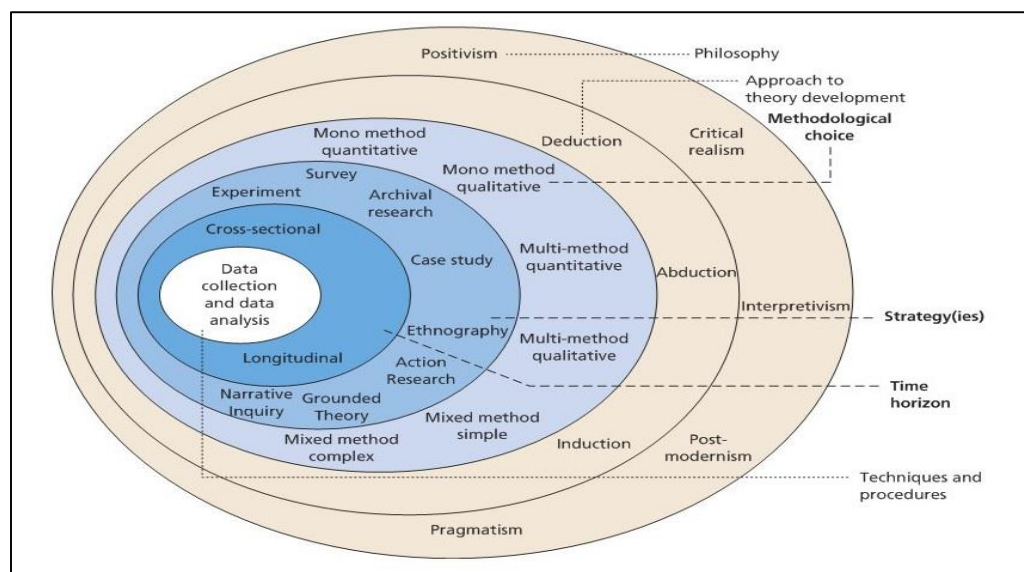 Positivism
Philosophy
Approach to
theory development
Methodological
choice
Critical
realism
Deduction
Mono method
quantitative
Mono method
qualitative
Survey
Experiment
Archival
research
Cross-sectional
Multi-method
quantitative
Case study
Data
collection
and data
analysis
Abduction
Interpretivism
Strategy(ies)
Ethnography
Multi-method
qualitative
Longitudinal
Action
Research
Time
horizon
Narrative
Inquiry
Grounded
Theory
Mixed method
simple
Mixed method
complex
Induction
Post-
modernism
Techniques and
procedures
Pragmatism